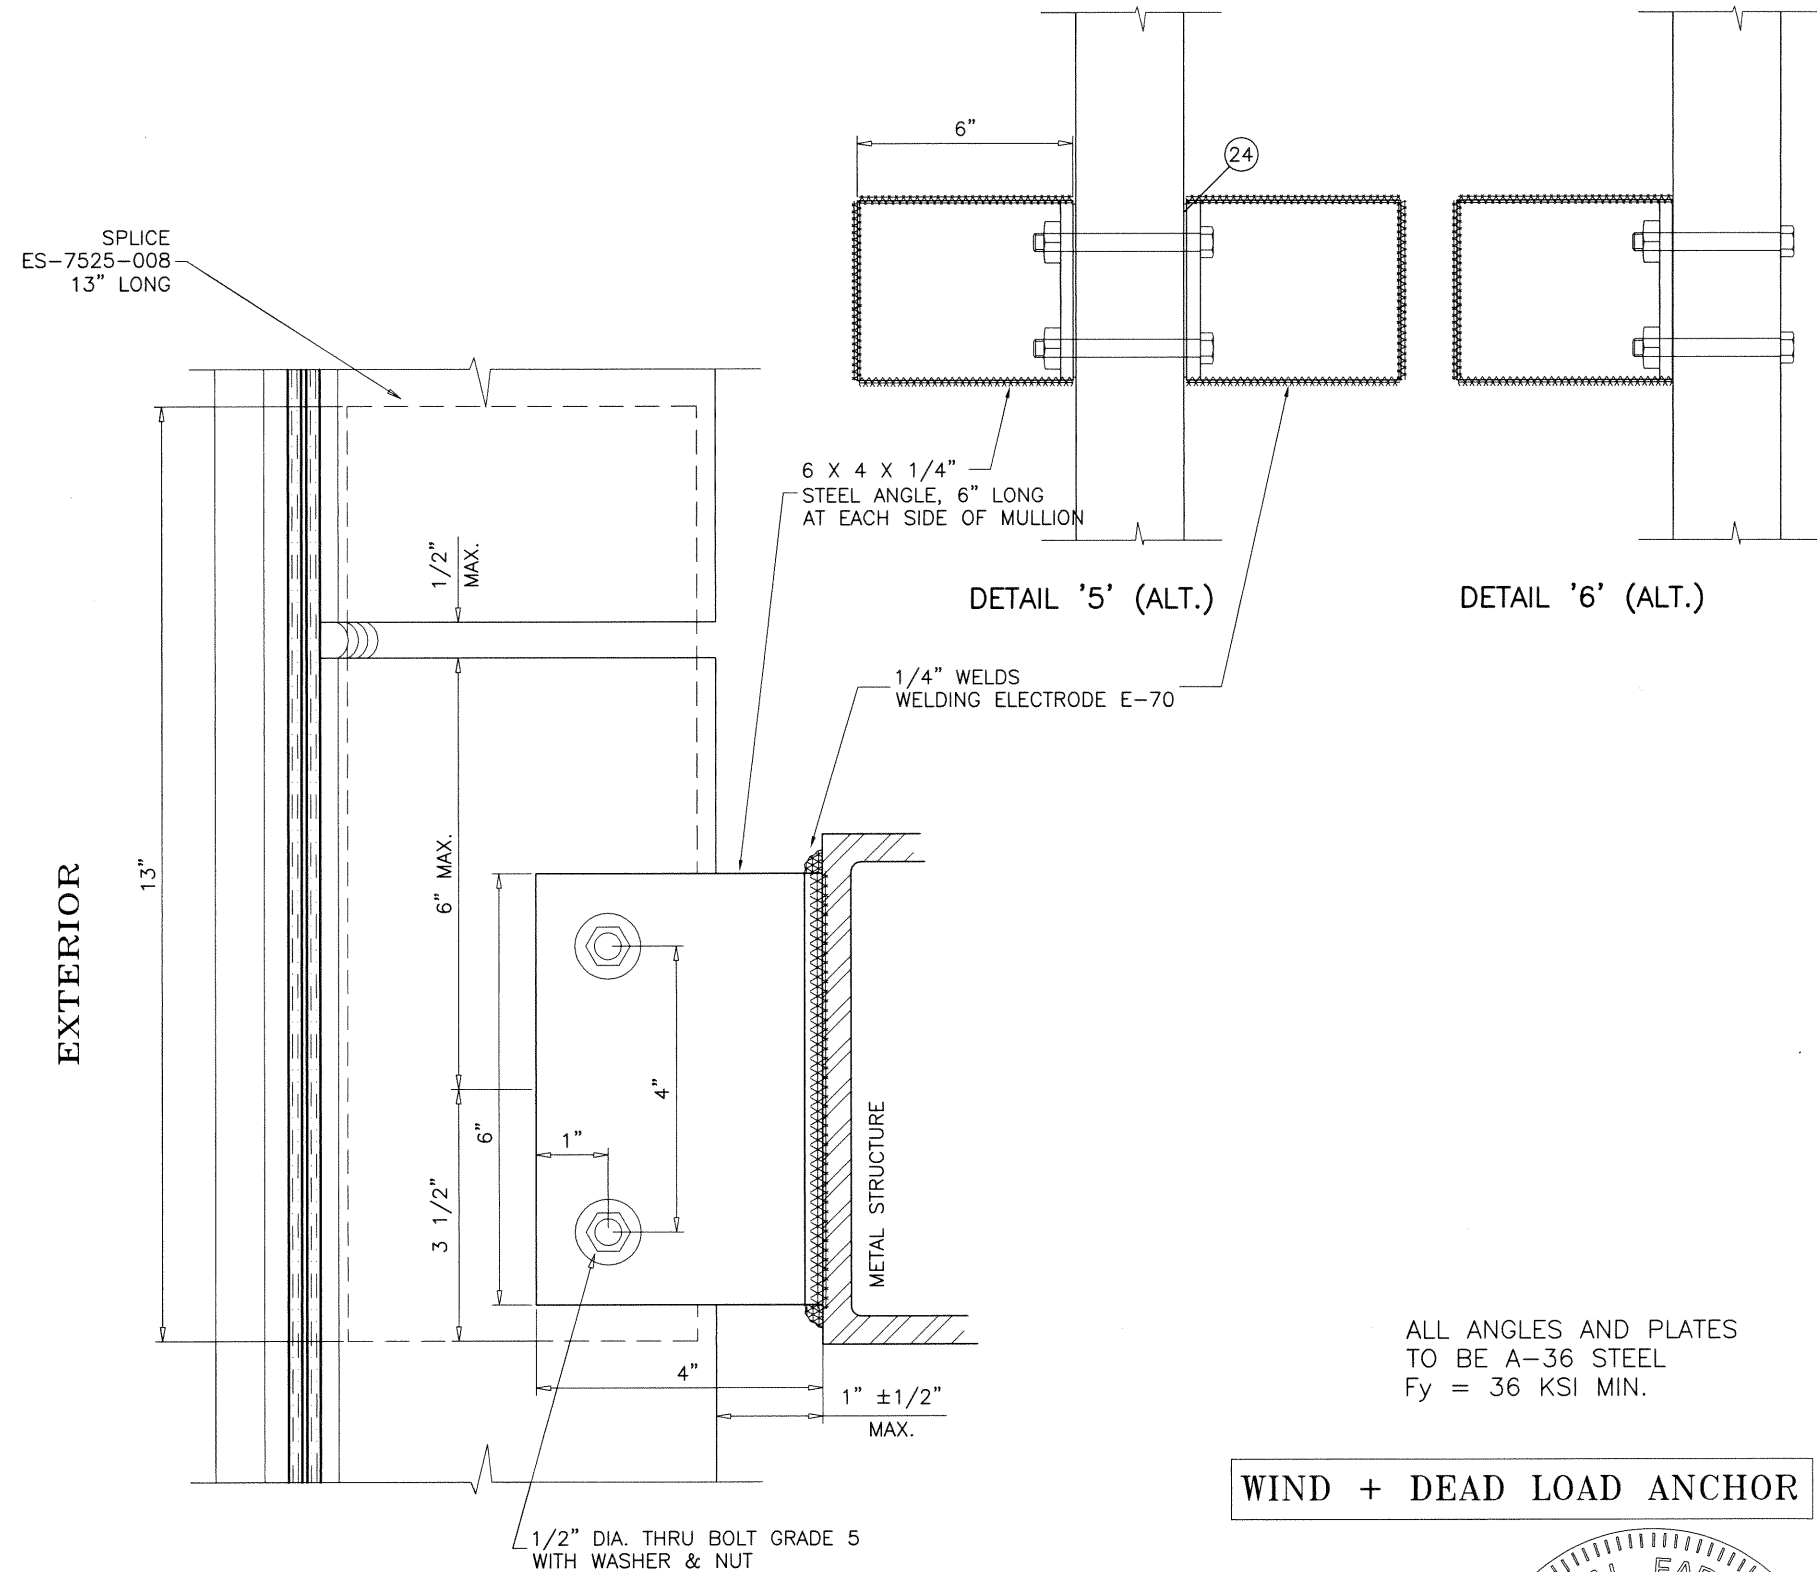 6"
24
SPLICE
ES-7525-008
13" LONG
6 X 4 X 1/4"
STEEL ANGLE, 6" LONG
AT EACH SIDE OF MULLION
DETAIL '5' (ALT.)
DETAIL '6' (ALT.)
1/2"
MAX.
1/4" WELDS
WELDING ELECTRODE E-70
EXTERIOR
13"
6" MAX.
6"
3 1/2"
1"
4"
METAL STRUCTURE
4"
1" ±1/2"
MAX.
1/2" DIA. THRU BOLT GRADE 5
WITH WASHER & NUT
ALL ANGLES AND PLATES
TO BE A-36 STEEL
Fy = 36 KSI MIN.
WIND + DEAD LOAD ANCHOR